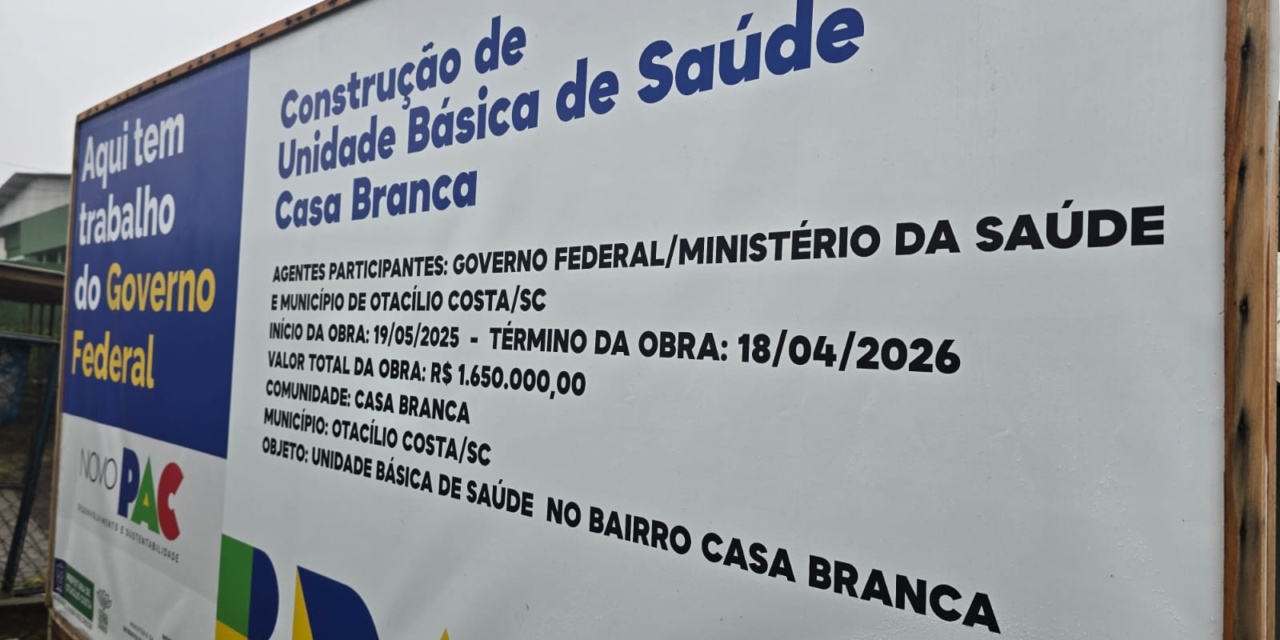 Aqui tem
trabalho
do Governo
Federal
NOVO PAC
DESENVOLVIMENTO E SUSTENTABILIDADE
Construção de
Unidade Básica de Saúde
Casa Branca
AGENTES PARTICIPANTES: GOVERNO FEDERAL/MINISTÉRIO DA SAÚDE
E MUNICÍPIO DE OTACÍLIO COSTA/SC
INÍCIO DA OBRA: 19/05/2025 - TÉRMINO DA OBRA: 18/04/2026
VALOR TOTAL DA OBRA: R$ 1.650.000,00
COMUNIDADE: CASA BRANCA
MUNICÍPIO: OTACÍLIO COSTA/SC
OBJETO: UNIDADE BÁSICA DE SAÚDE NO BAIRRO CASA BRANCA